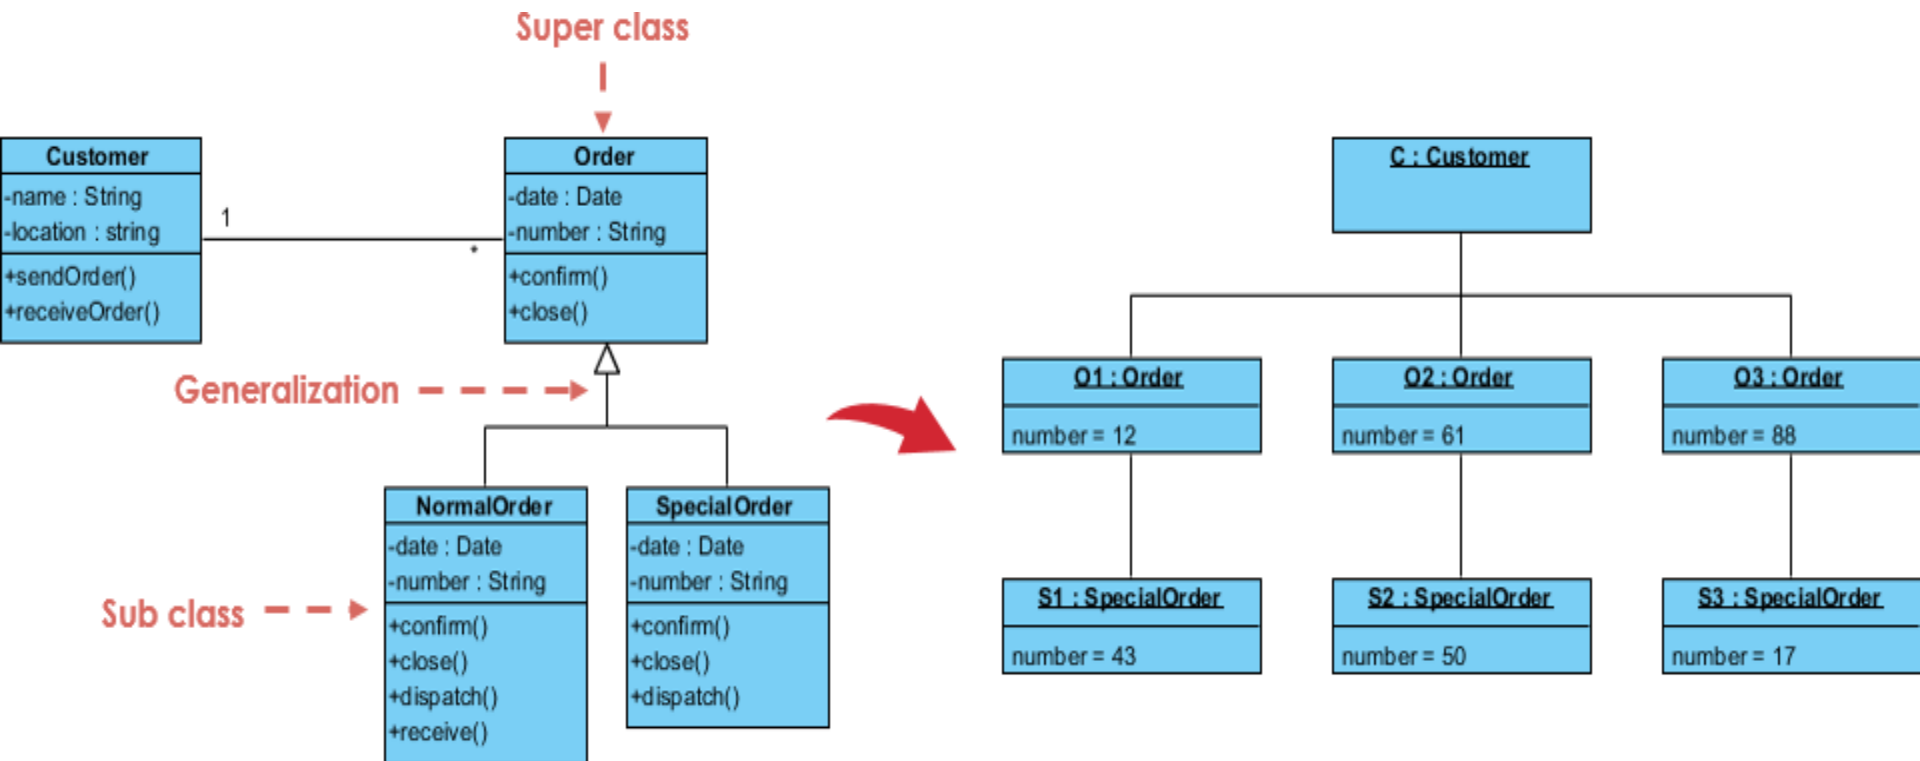 Super class
Customer
-name : String
-location : string
+sendOrder()
+receiveOrder()
1
*
Order
-date : Date
-number : String
+confirm()
+close()
Generalization
NormalOrder
-date : Date
-number : String
+confirm()
+close()
+dispatch()
+receive()
SpecialOrder
-date : Date
-number : String
+confirm()
+close()
+dispatch()
Sub class
C : Customer
O1 : Order
number = 12
O2 : Order
number = 61
O3 : Order
number = 88
S1 : SpecialOrder
number = 43
S2 : SpecialOrder
number = 50
S3 : SpecialOrder
number = 17